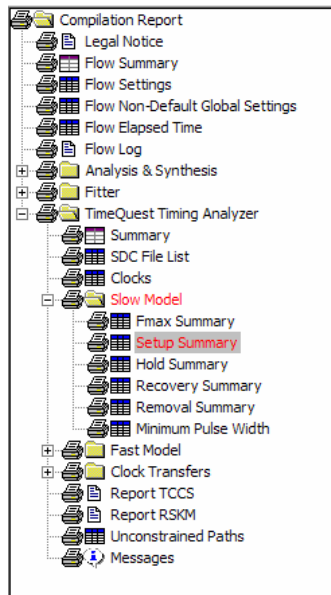 Compilation Report
Legal Notice
Flow Summary
Flow Settings
Flow Non-Default Global Settings
Flow Elapsed Time
Flow Log
Analysis & Synthesis
Fitter
TimeQuest Timing Analyzer
Summary
SDC File List
Clocks
Slow Model
Fmax Summary
Setup Summary
Hold Summary
Recovery Summary
Removal Summary
Minimum Pulse Width
Fast Model
Clock Transfers
Report TCCS
Report RSKM
Unconstrained Paths
Messages